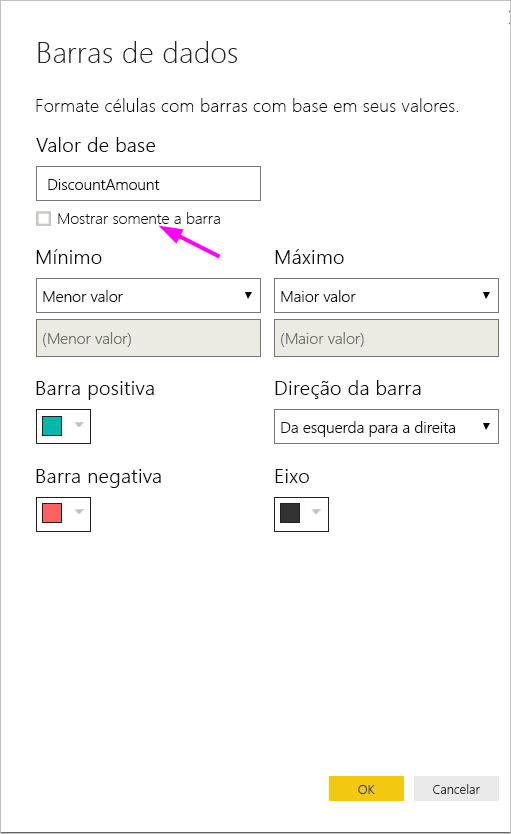 Barras de dados
Formate células com barras com base em seus valores.
Valor de base
DiscountAmount
Mostrar somente a barra
Mínimo
Máximo
Menor valor
Maior valor
(Menor valor)
(Maior valor)
Barra positiva
Direção da barra
Da esquerda para a direita
Barra negativa
Eixo
OK
Cancelar